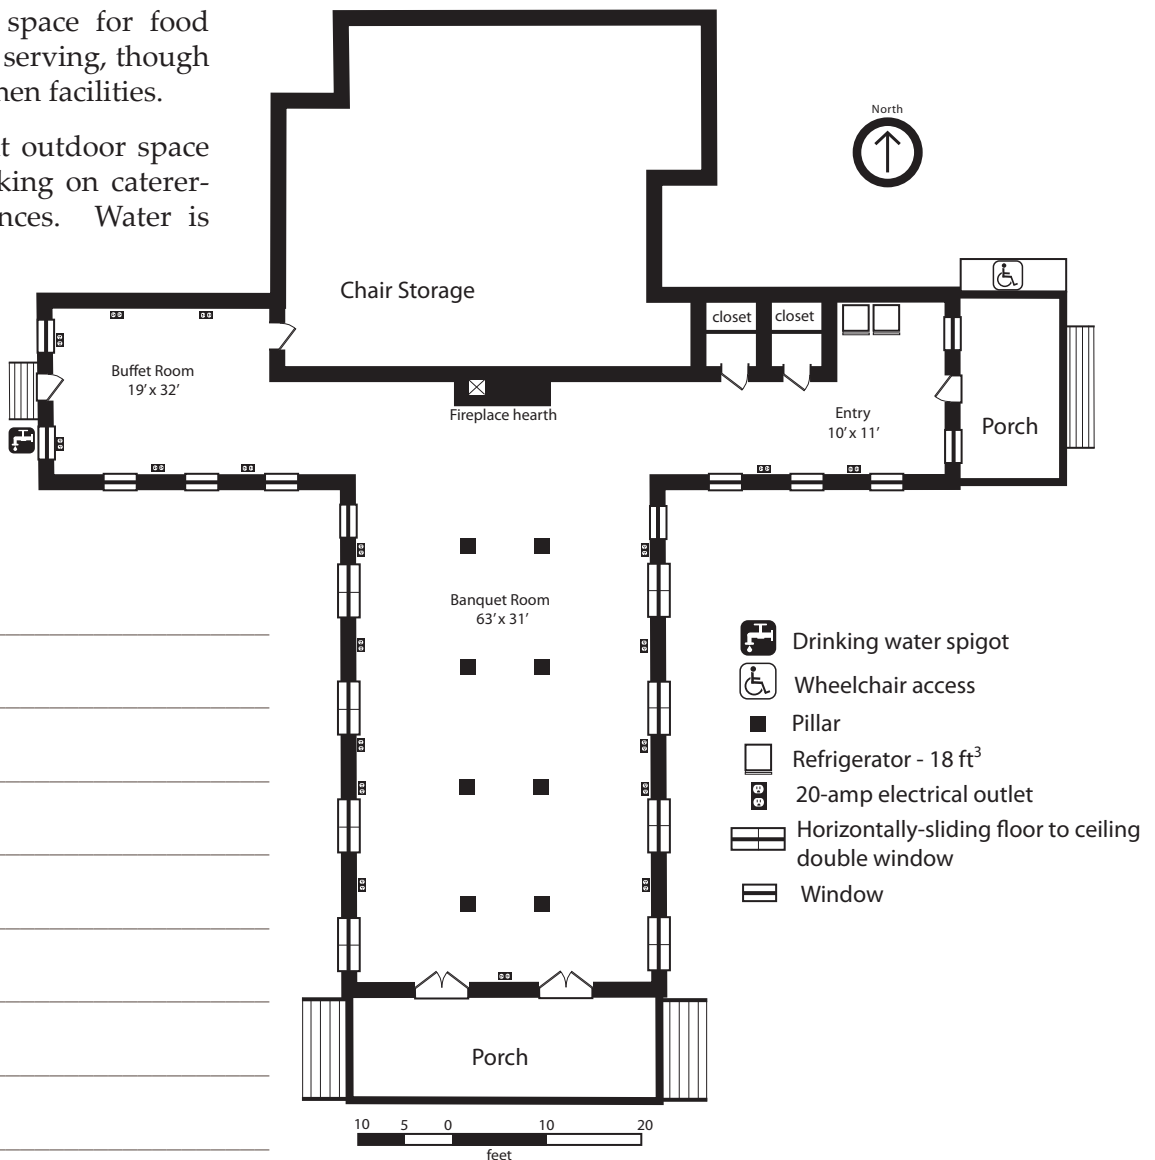 space for food
serving, though
hen facilities.
t outdoor space
king on caterer-
nces. Water is
North
Chair Storage
closet
closet
Buffet Room
19’ x 32’
Fireplace hearth
Entry
10’ x 11’
Porch
Banquet Room
63’ x 31’
Drinking water spigot
Wheelchair access
Pillar
Refrigerator - 18 ft³
20-amp electrical outlet
Horizontally-sliding floor to ceiling
double window
Window
Porch
10 5 0 10 20
feet